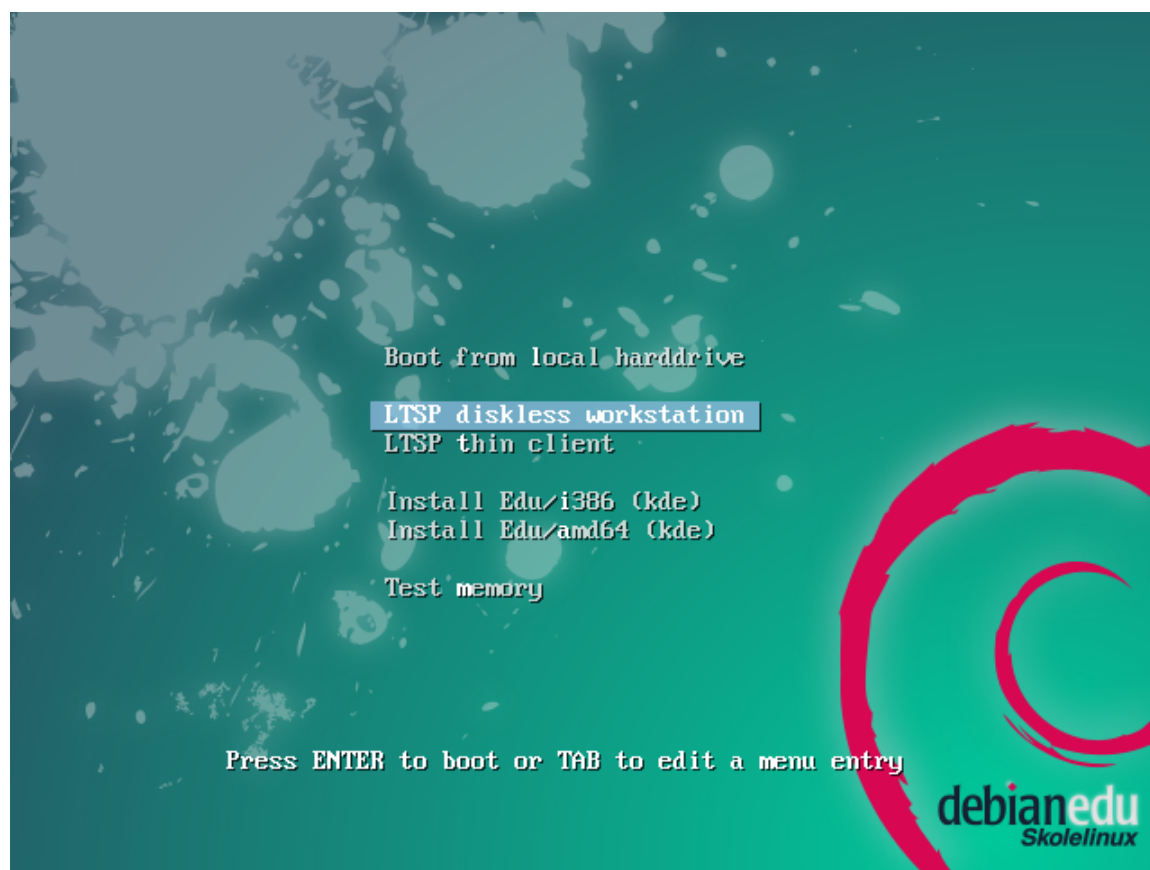 Boot from local harddrive
LTSP diskless workstation
LTSP thin client
Install Edu/i386 (kde)
Install Edu/amd64 (kde)
Test memory
Press ENTER to boot or TAB to edit a menu entry
debianedu
Skolelinux